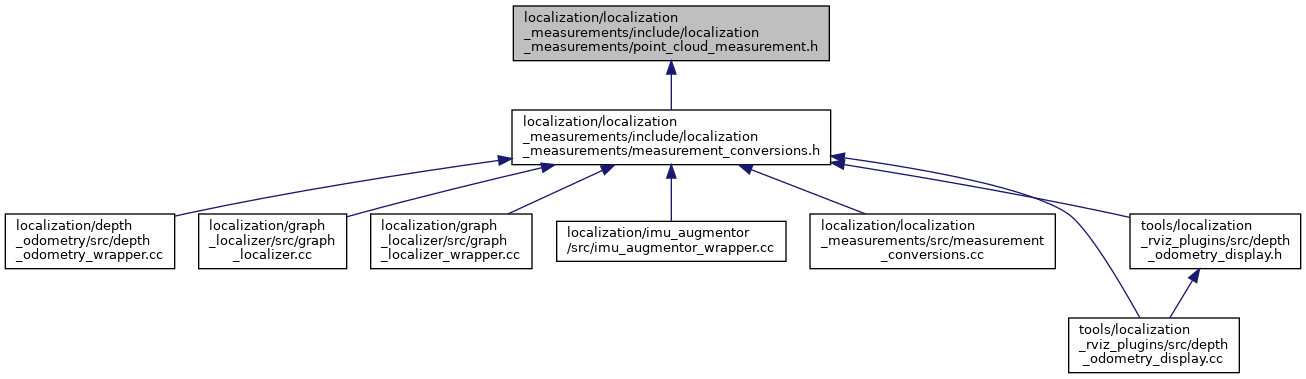 localization/localization
_measurements/include/localization
_measurements/point_cloud_measurement.h
localization/localization
_measurements/include/localization
_measurements/measurement_conversions.h
localization/depth
_odometry/src/depth
_odometry_wrapper.cc
localization/graph
_localizer/src/graph
_localizer.cc
localization/graph
_localizer/src/graph
_localizer_wrapper.cc
localization/imu_augmentor
/src/imu_augmentor_wrapper.cc
localization/localization
_measurements/src/measurement
_conversions.cc
tools/localization
_rviz_plugins/src/depth
_odometry_display.h
tools/localization
_rviz_plugins/src/depth
_odometry_display.cc